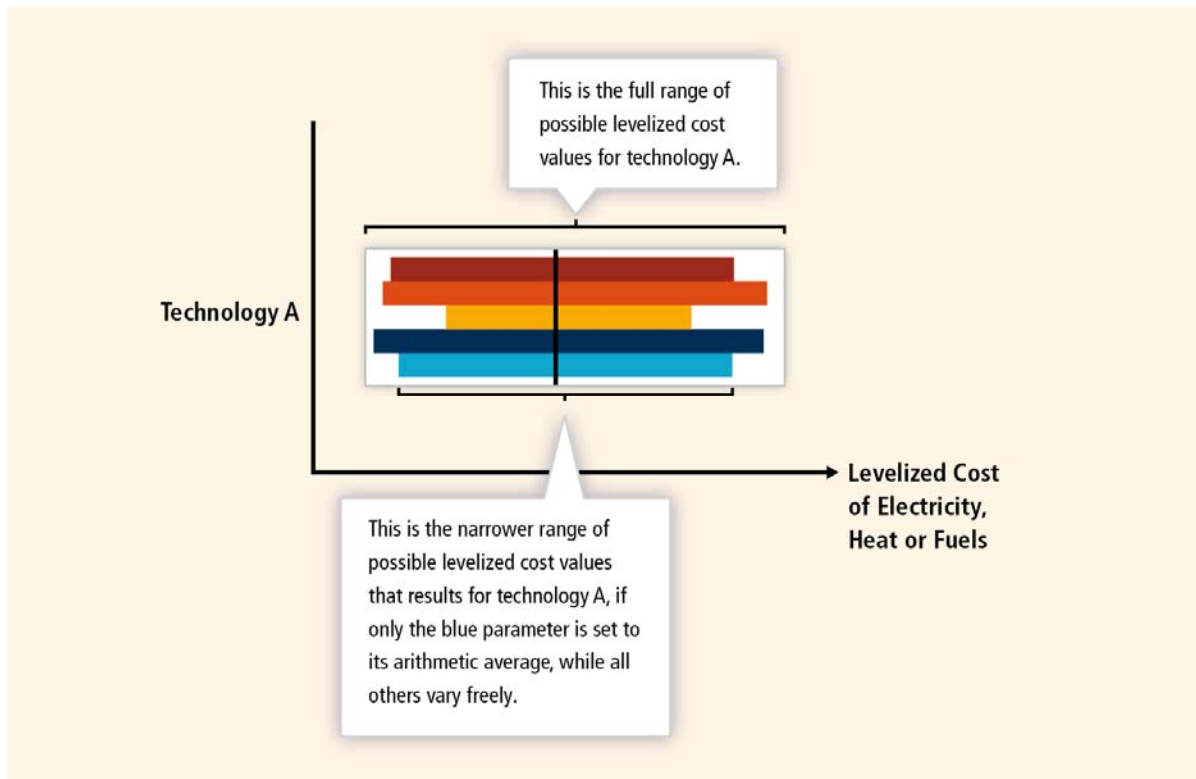 This is the full range of
possible levelized cost
values for technology A.
Technology A
Levelized Cost
of Electricity,
Heat or Fuels
This is the narrower range of
possible levelized cost values
that results for technology A, if
only the blue parameter is set to
its arithmetic average, while all
others vary freely.